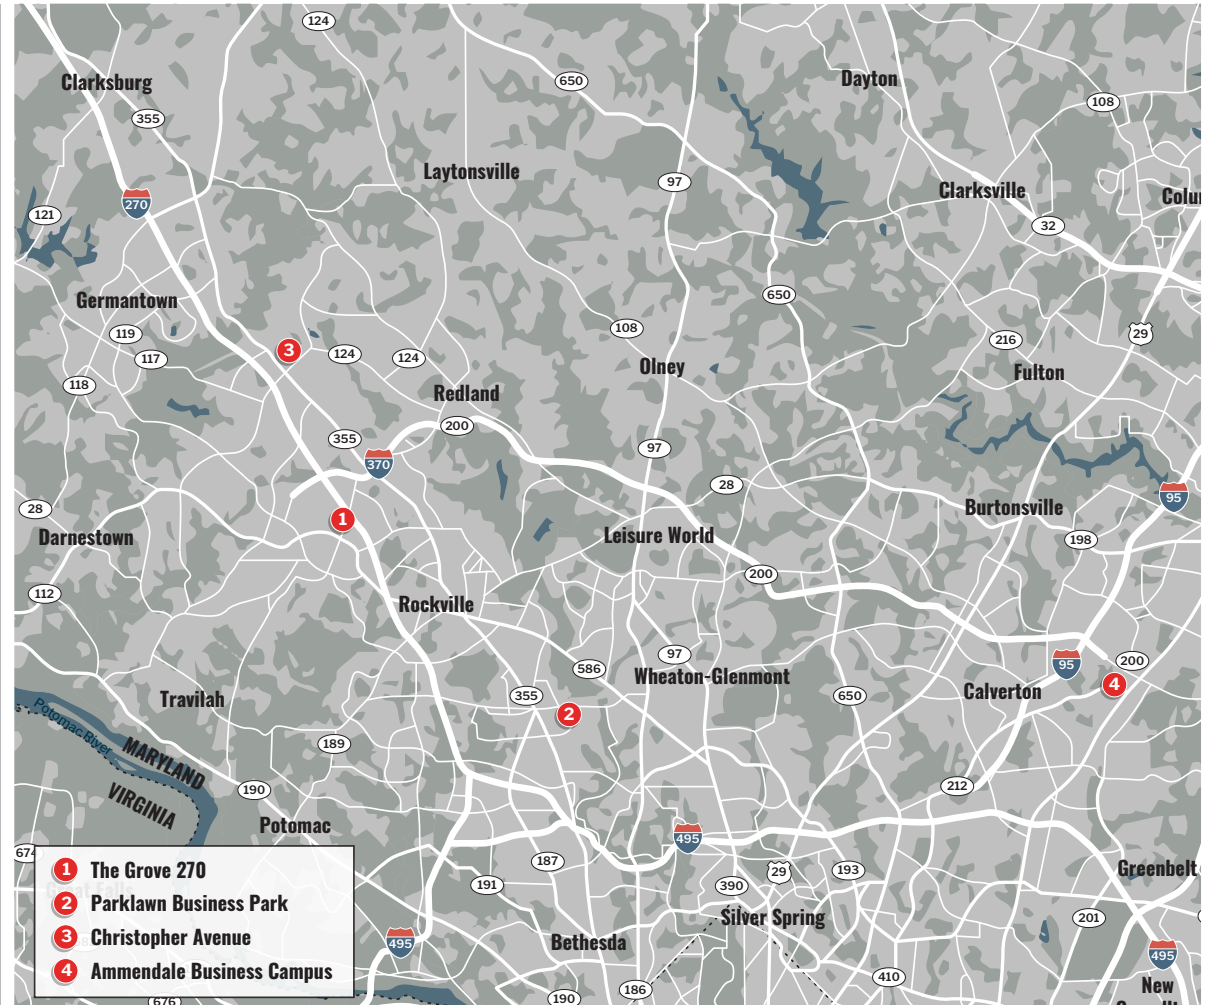 124
Clarksburg
650
Dayton
108
355
Laytonsville
97
Clarksville
270
121
32
Germantown
650
119
108
29
117
3
124
124
216
Olney
Fulton
118
Redland
200
355
97
370
28
95
28
1
Burtonsville
Darnestown
Leisure World
198
200
112
Rockville
97
200
586
95
Wheaton-Glenmont
4
Calverton
355
650
Travilah
2
Potomac River
MARYLAND
189
VIRGINIA
190
212
Potomac
495
674
187
Greenbelt
29
193
191
390
201
Silver Spring
Bethesda
495
495
410
New
186
190
676
Great Falls
1 The Grove 270
2 Parklawn Business Park
3 Christopher Avenue
4 Ammendale Business Campus